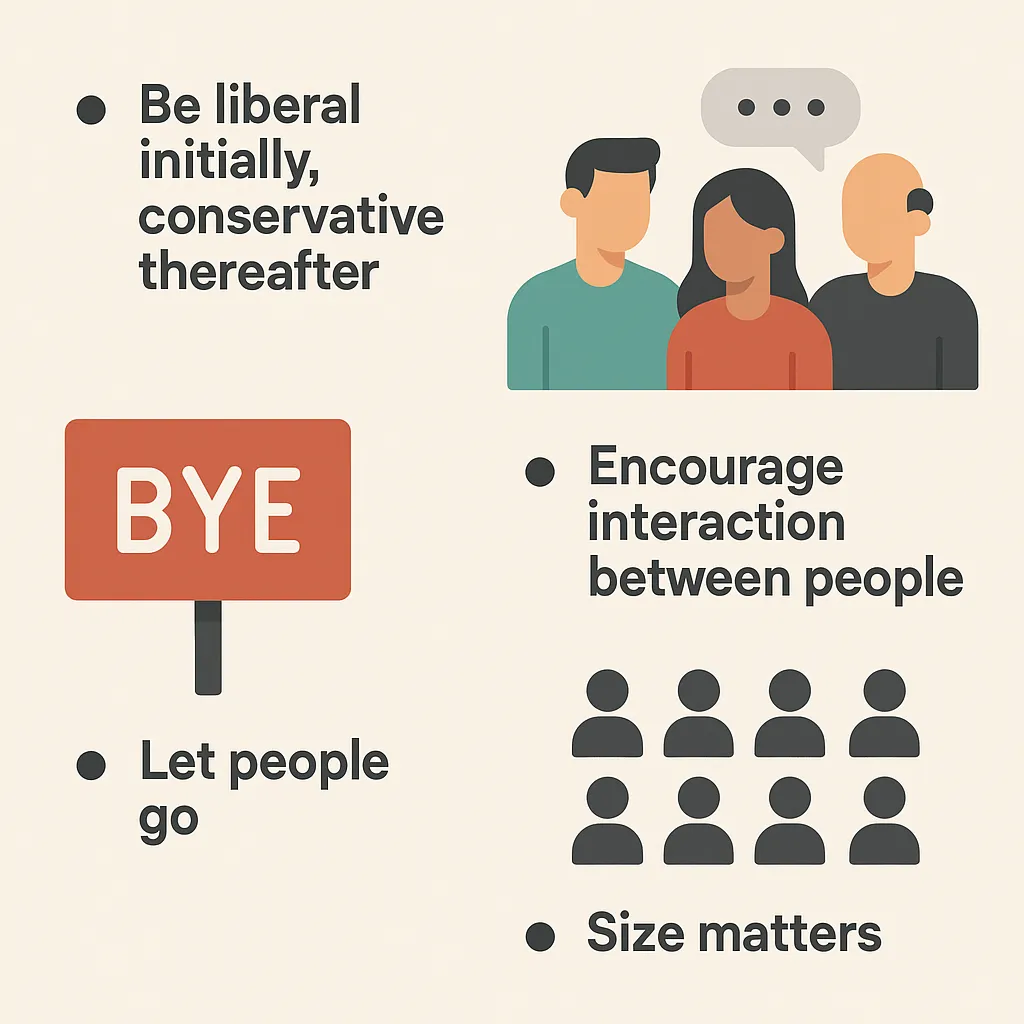 Be liberal
initially,
conservative
thereafter
BYE
Let people
go
Encourage
interaction
between people
Size matters